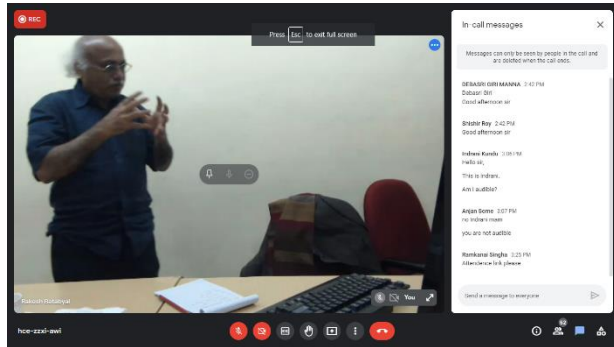 REC
Press Esc to exit full screen
In-call messages
Messages can only be seen by people in the call and
are deleted when the call ends.
DEBASRI GIRI MANNA 2:42 PM
Debasri Giri
Good afternoon sir
Shishir Roy 2:42 PM
Good afternoon sir
Indrani Kundu
Hello sir,
This is Indrani.
Am I audible?
Anjan Some 3:07 PM
no Indrani mam
you are not audible
Ramkanai Singha 3:25 PM
Attendence link please
Send a message to everyone
You
hce-zzxi-awi